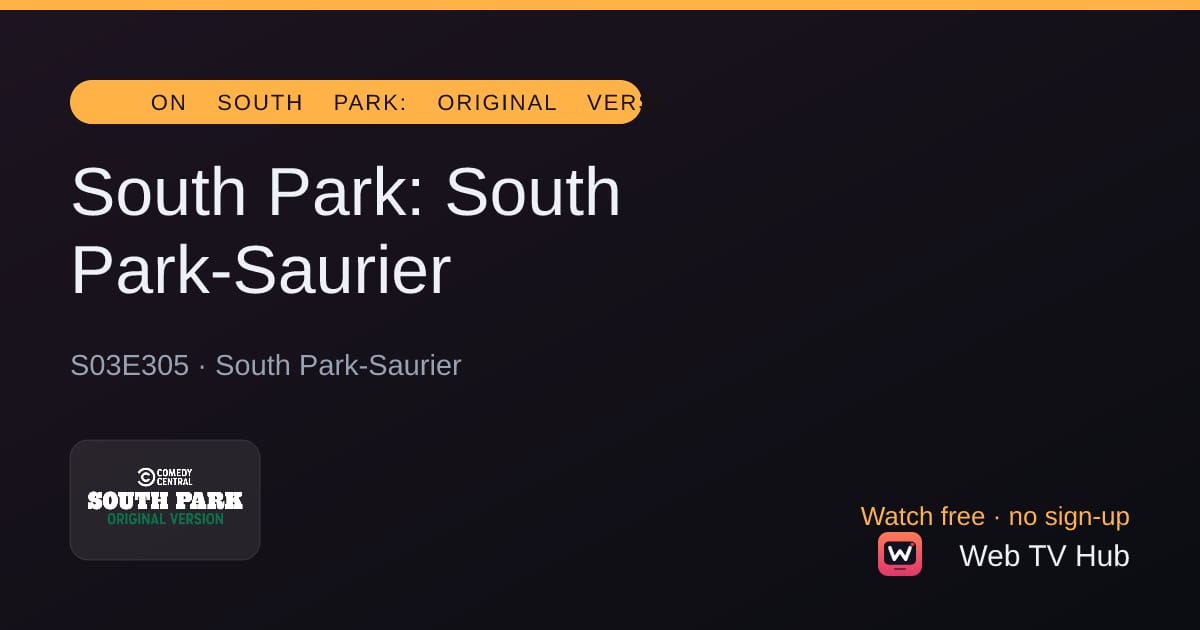 ON SOUTH PARK: ORIGINAL
South Park: South
Park-Saurier
S03E305 · South Park-Saurier
COMEDY
CENTRAL
SOUTH PARK
ORIGINAL VERSION
Watch free · no sign-up
W
Web TV Hub